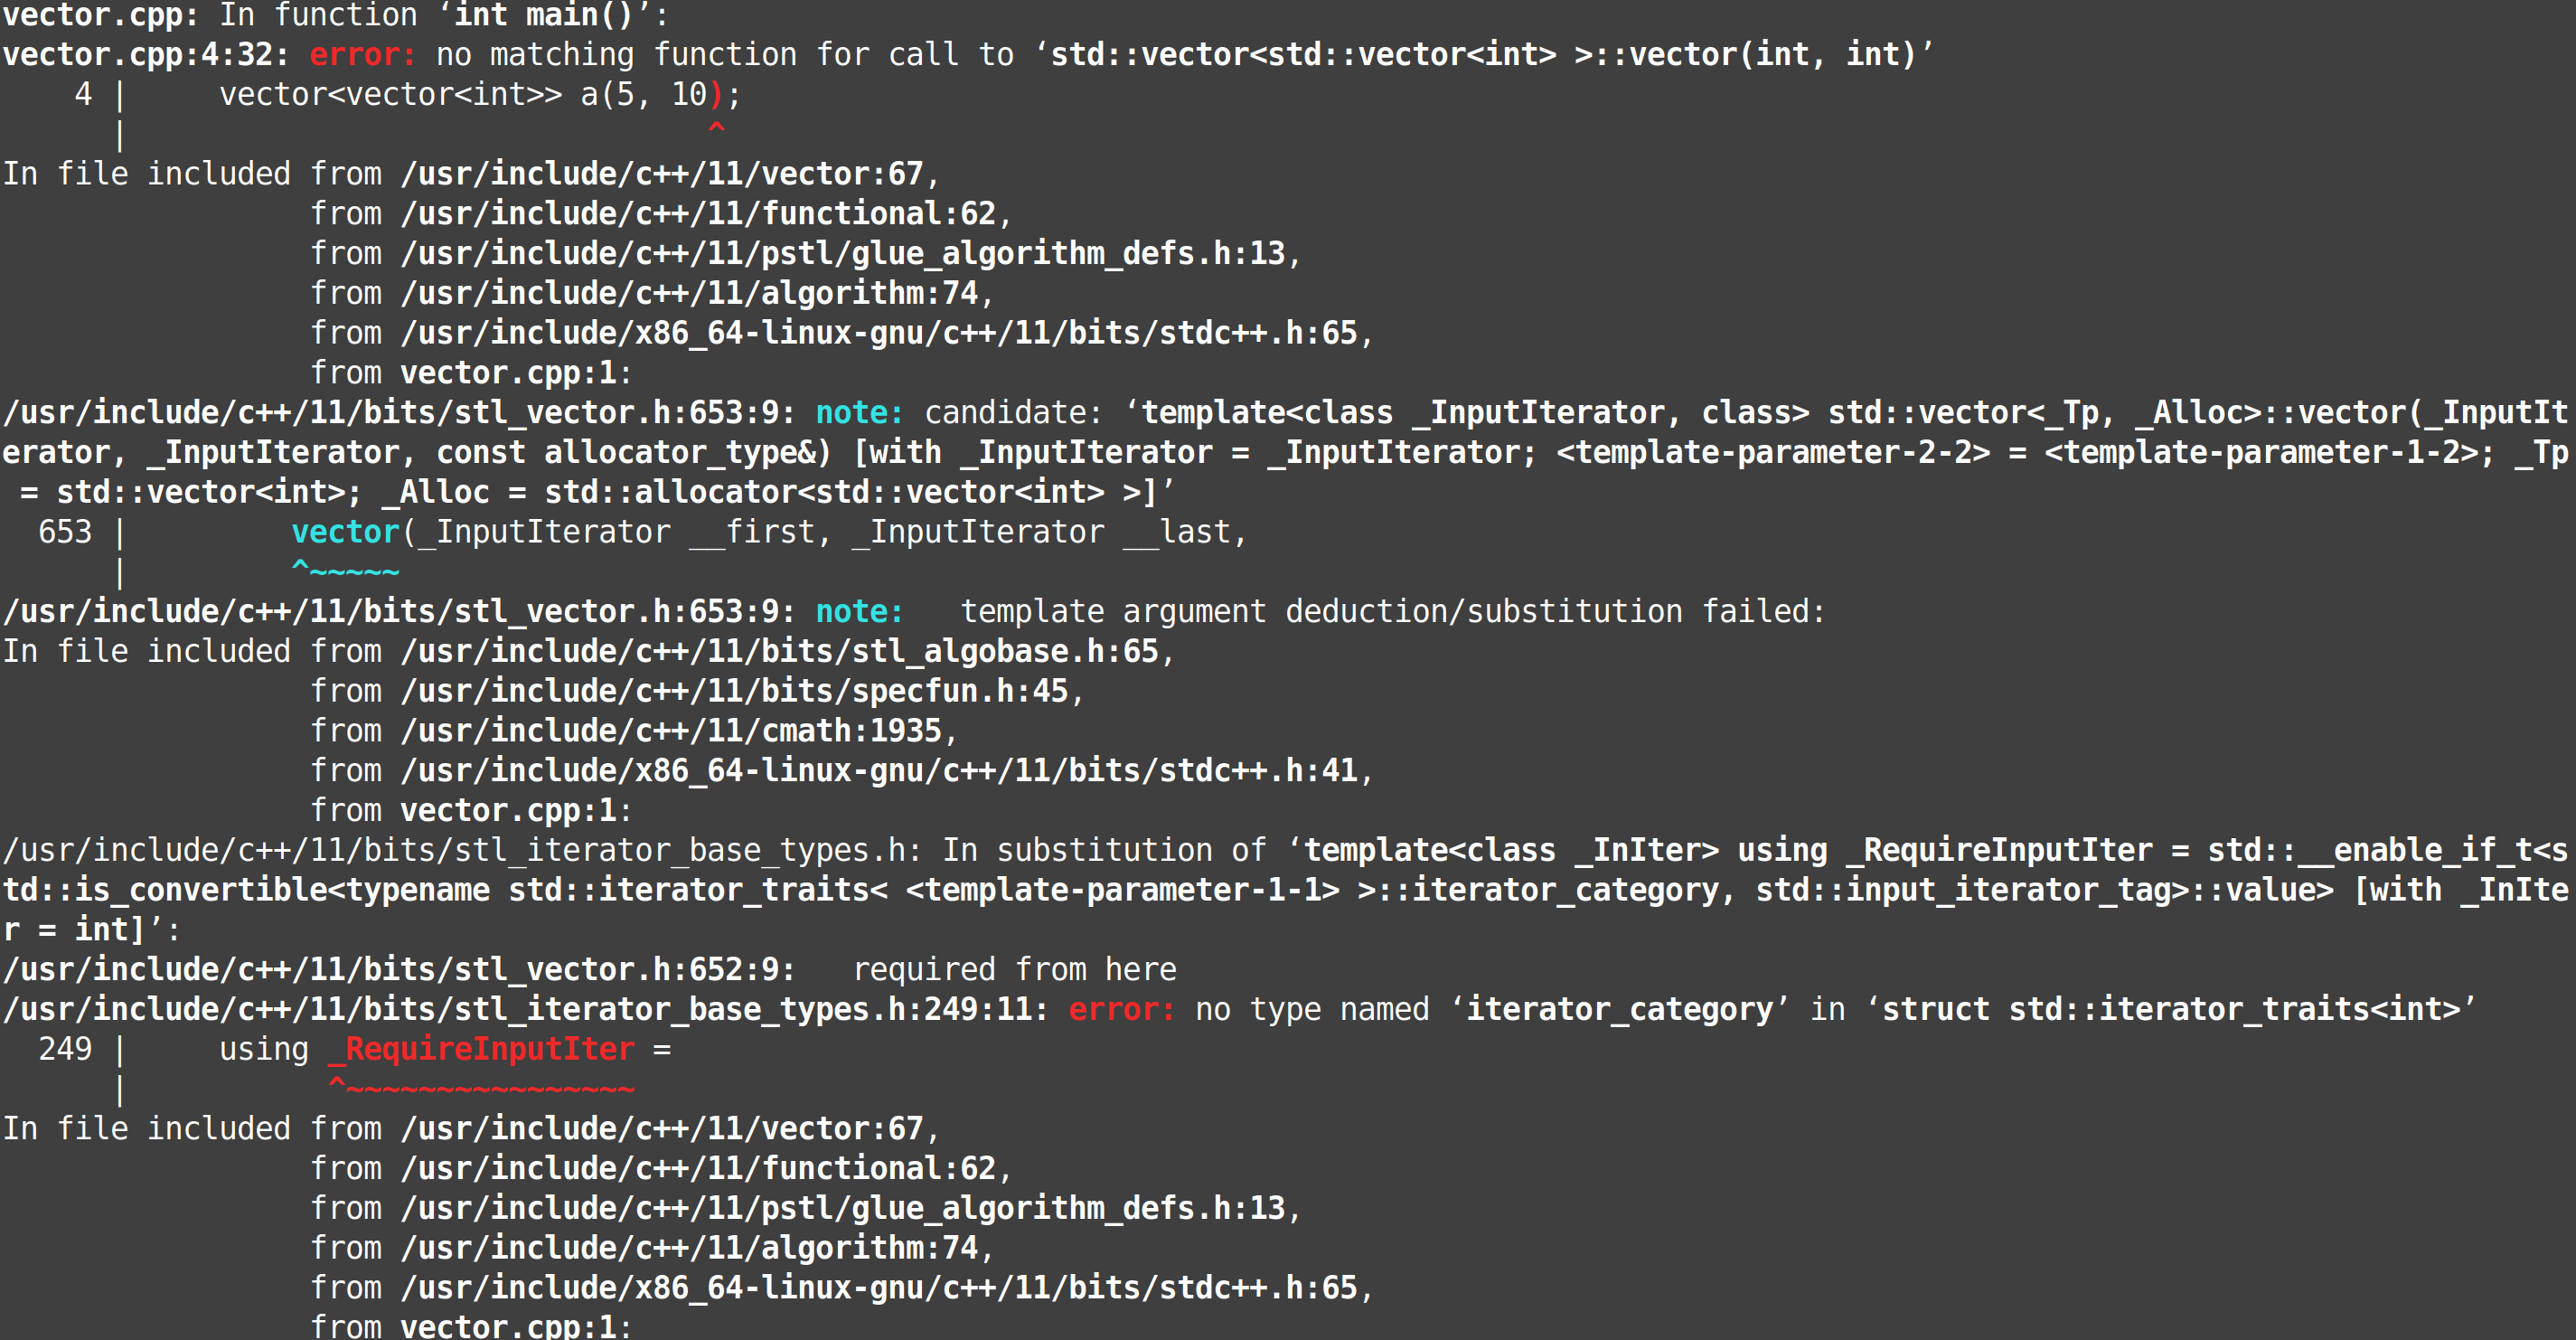 vector.cpp: In function ‘int main()’:
vector.cpp:4:32: error: no matching function for call to ‘std::vector<std::vector<int> >::vector(int, int)’
    4 |     vector<vector<int>> a(5, 10);
      |                                ^
In file included from /usr/include/c++/11/vector:67,
                 from /usr/include/c++/11/functional:62,
                 from /usr/include/c++/11/pstl/glue_algorithm_defs.h:13,
                 from /usr/include/c++/11/algorithm:74,
                 from /usr/include/x86_64-linux-gnu/c++/11/bits/stdc++.h:65,
                 from vector.cpp:1:
/usr/include/c++/11/bits/stl_vector.h:653:9: note: candidate: ‘template<class _InputIterator, class> std::vector<_Tp, _Alloc>::vector(_InputIt
erator, _InputIterator, const allocator_type&) [with _InputIterator = _InputIterator; <template-parameter-2-2> = <template-parameter-1-2>; _Tp
 = std::vector<int>; _Alloc = std::allocator<std::vector<int> >]’
  653 |         vector(_InputIterator __first, _InputIterator __last,
      |         ^~~~~~
/usr/include/c++/11/bits/stl_vector.h:653:9: note:   template argument deduction/substitution failed:
In file included from /usr/include/c++/11/bits/stl_algobase.h:65,
                 from /usr/include/c++/11/bits/specfun.h:45,
                 from /usr/include/c++/11/cmath:1935,
                 from /usr/include/x86_64-linux-gnu/c++/11/bits/stdc++.h:41,
                 from vector.cpp:1:
/usr/include/c++/11/bits/stl_iterator_base_types.h: In substitution of ‘template<class _InIter> using _RequireInputIter = std::__enable_if_t<s
td::is_convertible<typename std::iterator_traits< <template-parameter-1-1> >::iterator_category, std::input_iterator_tag>::value> [with _InIte
r = int]’:
/usr/include/c++/11/bits/stl_vector.h:652:9:   required from here
/usr/include/c++/11/bits/stl_iterator_base_types.h:249:11: error: no type named ‘iterator_category’ in ‘struct std::iterator_traits<int>’
  249 |     using _RequireInputIter =
      |           ^~~~~~~~~~~~~~~~~
In file included from /usr/include/c++/11/vector:67,
                 from /usr/include/c++/11/functional:62,
                 from /usr/include/c++/11/pstl/glue_algorithm_defs.h:13,
                 from /usr/include/c++/11/algorithm:74,
                 from /usr/include/x86_64-linux-gnu/c++/11/bits/stdc++.h:65,
                 from vector.cpp:1: